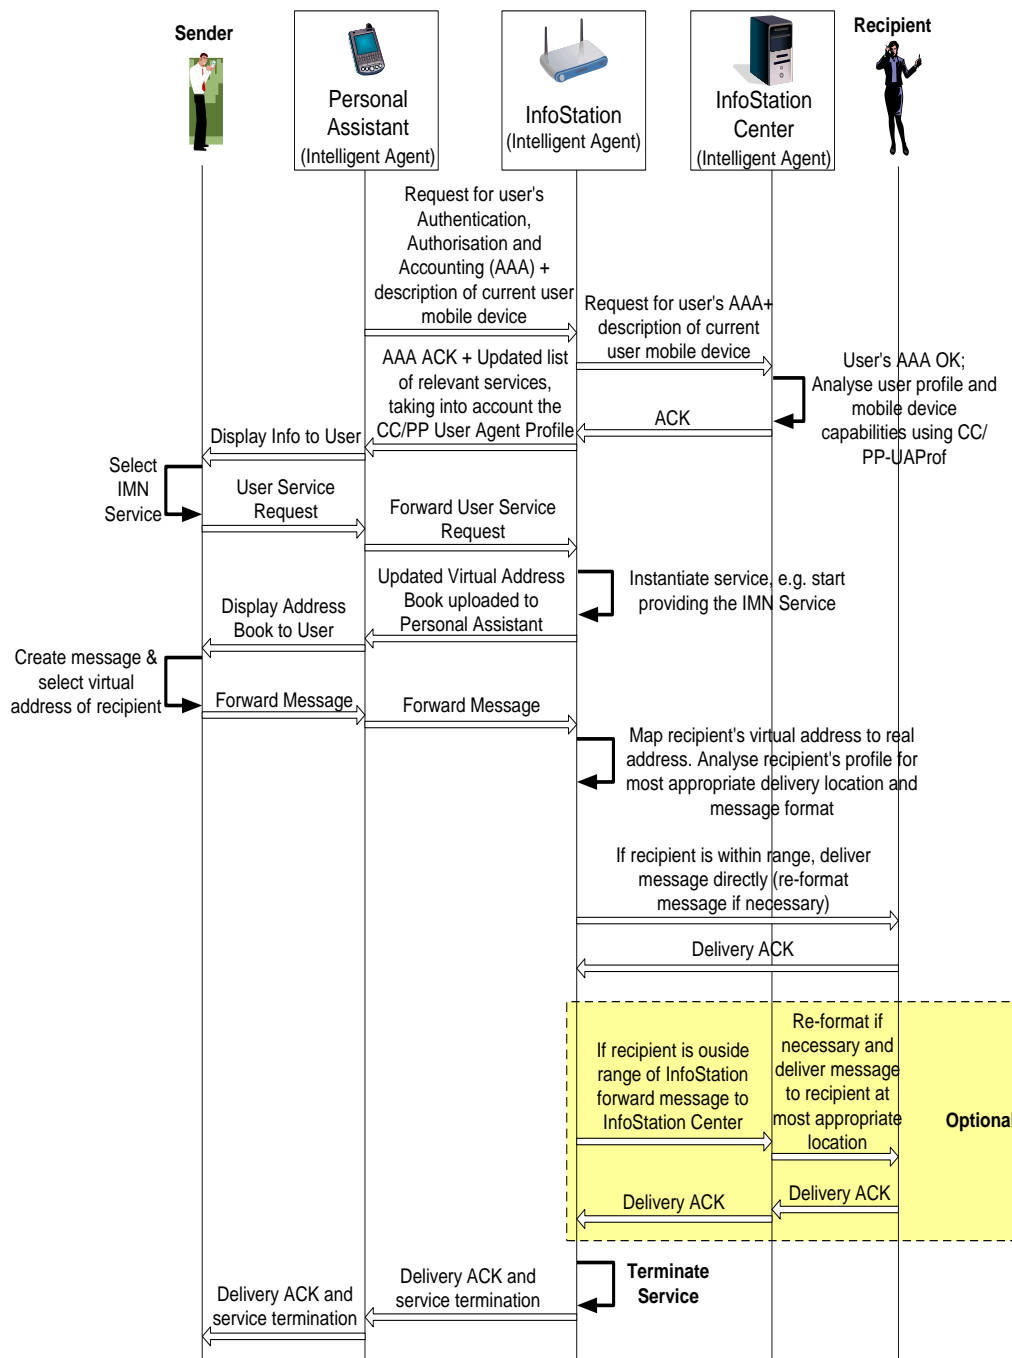 Sender
Personal
Assistant
(Intelligent Agent)
InfoStation
(Intelligent Agent)
InfoStation
Center
(Intelligent Agent)
Recipient
Request for user's
Authentication,
Authorisation and
Accounting (AAA) +
description of current user
mobile device
Request for user's AAA+
description of current
user mobile device
User's AAA OK;
Analyse user profile and
mobile device
capabilities using CC/
PP-UAProf
ACK
AAA ACK + Updated list
of relevant services,
taking into account the
CC/PP User Agent Profile
Display Info to User
Select
IMN
Service
User Service
Request
Forward User Service
Request
Instantiate service, e.g. start
providing the IMN Service
Updated Virtual Address
Book uploaded to
Personal Assistant
Display Address
Book to User
Create message &
select virtual
address of recipient
Forward Message
Forward Message
Map recipient's virtual address to real
address. Analyse recipient's profile for
most appropriate delivery location and
message format
If recipient is within range, deliver
message directly (re-format
message if necessary)
Delivery ACK
If recipient is ouside
range of InfoStation
forward message to
InfoStation Center
Re-format if
necessary and
deliver message
to recipient at
most appropriate
location
Optional
Delivery ACK
Delivery ACK
Terminate
Service
Delivery ACK and
service termination
Delivery ACK and
service termination